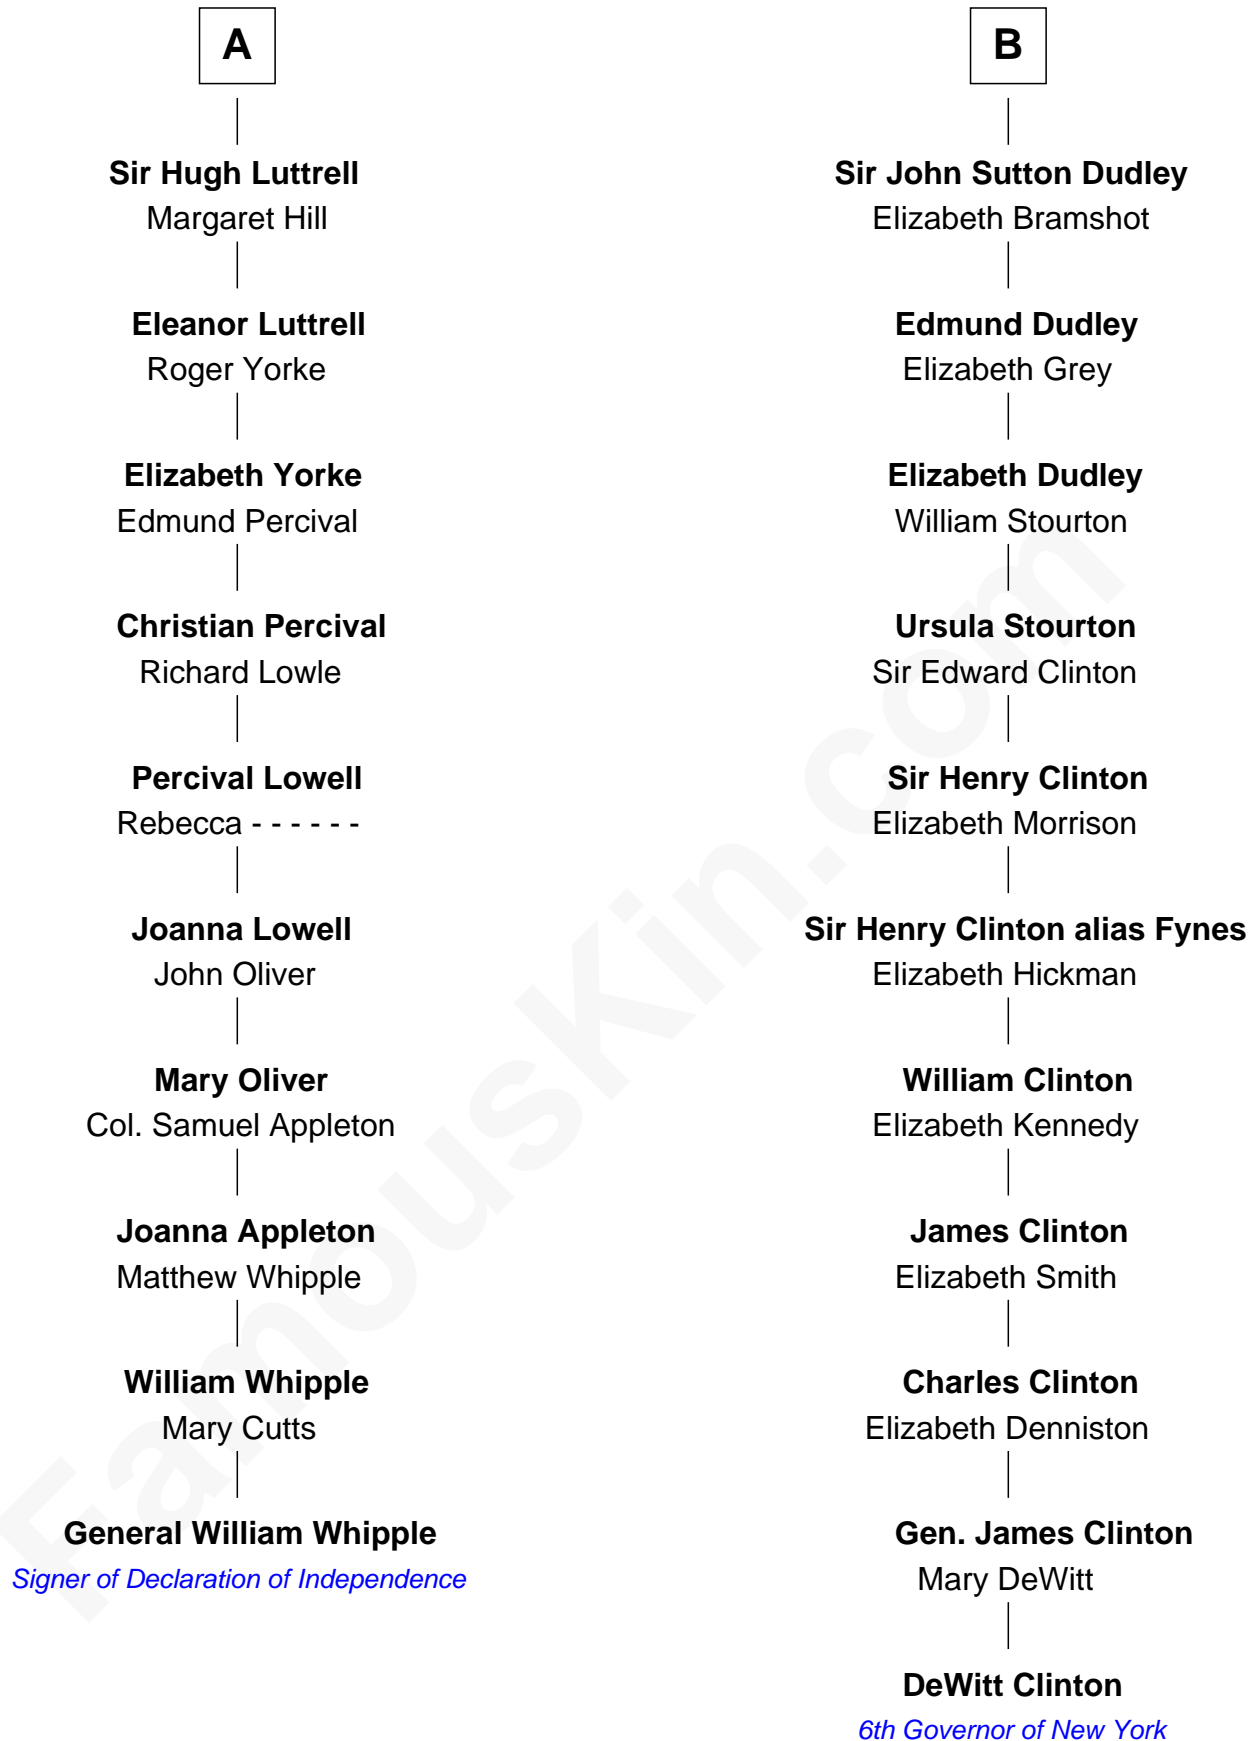 A
Sir Hugh Luttrell
Margaret Hill
Eleanor Luttrell
Roger Yorke
Elizabeth Yorke
Edmund Percival
Christian Percival
Richard Lowle
Percival Lowell
Rebecca - - - - - -
Joanna Lowell
John Oliver
Mary Oliver
Col. Samuel Appleton
Joanna Appleton
Matthew Whipple
William Whipple
Mary Cutts
General William Whipple
Signer of Declaration of Independence
B
Sir John Sutton Dudley
Elizabeth Bramshot
Edmund Dudley
Elizabeth Grey
Elizabeth Dudley
William Stourton
Ursula Stourton
Sir Edward Clinton
Sir Henry Clinton
Elizabeth Morrison
Sir Henry Clinton alias Fynes
Elizabeth Hickman
William Clinton
Elizabeth Kennedy
James Clinton
Elizabeth Smith
Charles Clinton
Elizabeth Denniston
Gen. James Clinton
Mary DeWitt
DeWitt Clinton
6th Governor of New York
FamousKin.com